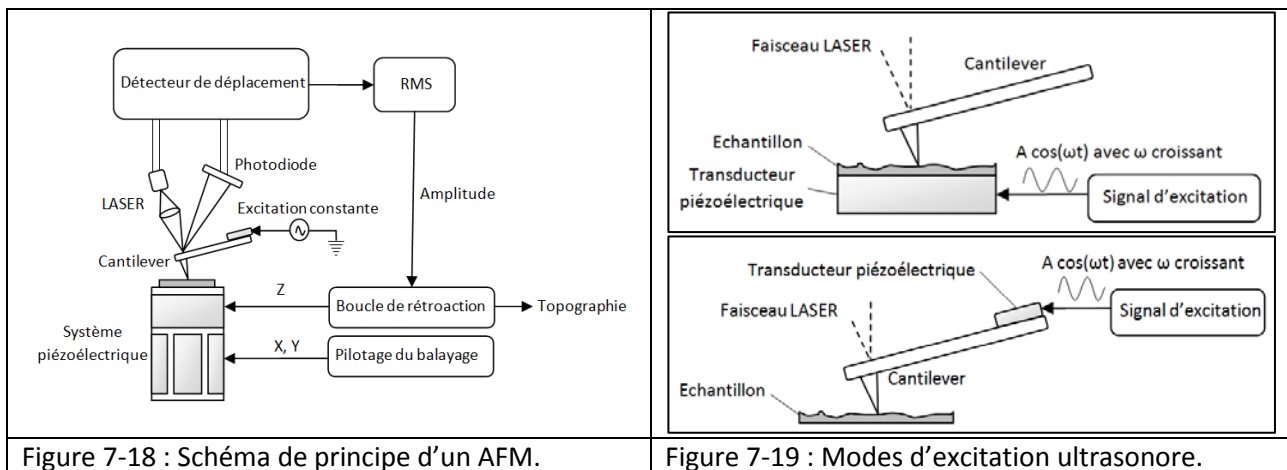 Détecteur de déplacement
RMS
Photodiode
LASER
Amplitude
Excitation constante
Cantilever
Z
Boucle de rétroaction
Topographie
Système
piézoélectrique
X, Y
Pilotage du balayage
Figure 7-18 : Schéma de principe d’un AFM.
Faisceau LASER
Cantilever
Echantillon
A cos(ωt) avec ω croissant
Transducteur
piézoélectrique
Signal d’excitation
Transducteur piézoélectrique
A cos(ωt) avec ω croissant
Faisceau LASER
Signal d’excitation
Cantilever
Echantillon
Figure 7-19 : Modes d’excitation ultrasonore.